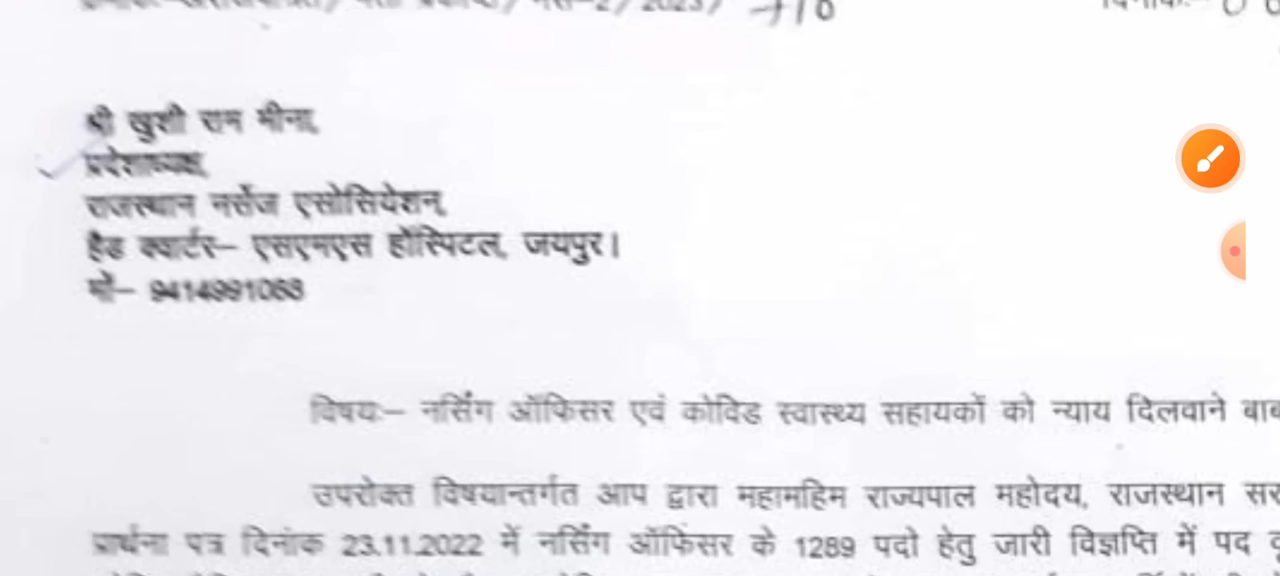 श्री खुशी राम मीना,
प्रदेशाध्यक्ष,
राजस्थान नर्सेज एसोसियेशन,
हैड क्वार्टर– एसएमएस हॉस्पिटल, जयपुर।
मो– 9414991068
विषयः– नर्सिंग ऑफिसर एवं कोविड स्वास्थ्य सहायकों को न्याय दिलवाने
उपरोक्त विषयान्तर्गत आप द्वारा महामहिम राज्यपाल महोदय, राजस्थान
प्रार्थना पत्र दिनांक 23.11.2022 में नर्सिंग ऑफिसर के 1289 पदो हेतु जारी विज्ञप्ति में पद